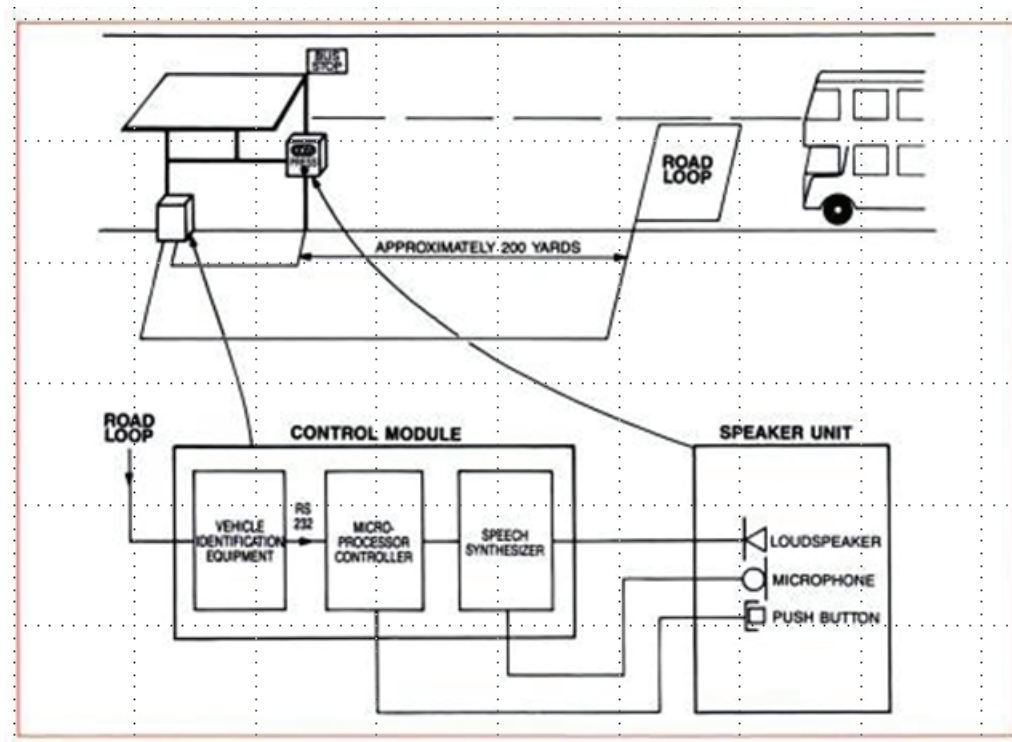 BUS
STOP
PRESS
ROAD
LOOP
APPROXIMATELY 200 YARDS
ROAD
LOOP
CONTROL MODULE
SPEAKER UNIT
VEHICLE
IDENTIFICATION
EQUIPMENT
RS
232
MICRO-
PROCESSOR
CONTROLLER
SPEECH
SYNTHESIZER
LOUDSPEAKER
MICROPHONE
PUSH BUTTON